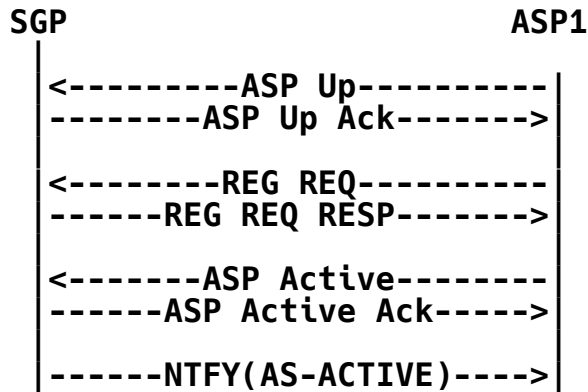 SGP ASP1
<---------ASP Up----------
--------ASP Up Ack------->
<--------REG REQ----------
------REG REQ RESP------->
<-------ASP Active--------
------ASP Active Ack----->
------NTFY(AS-ACTIVE)---->